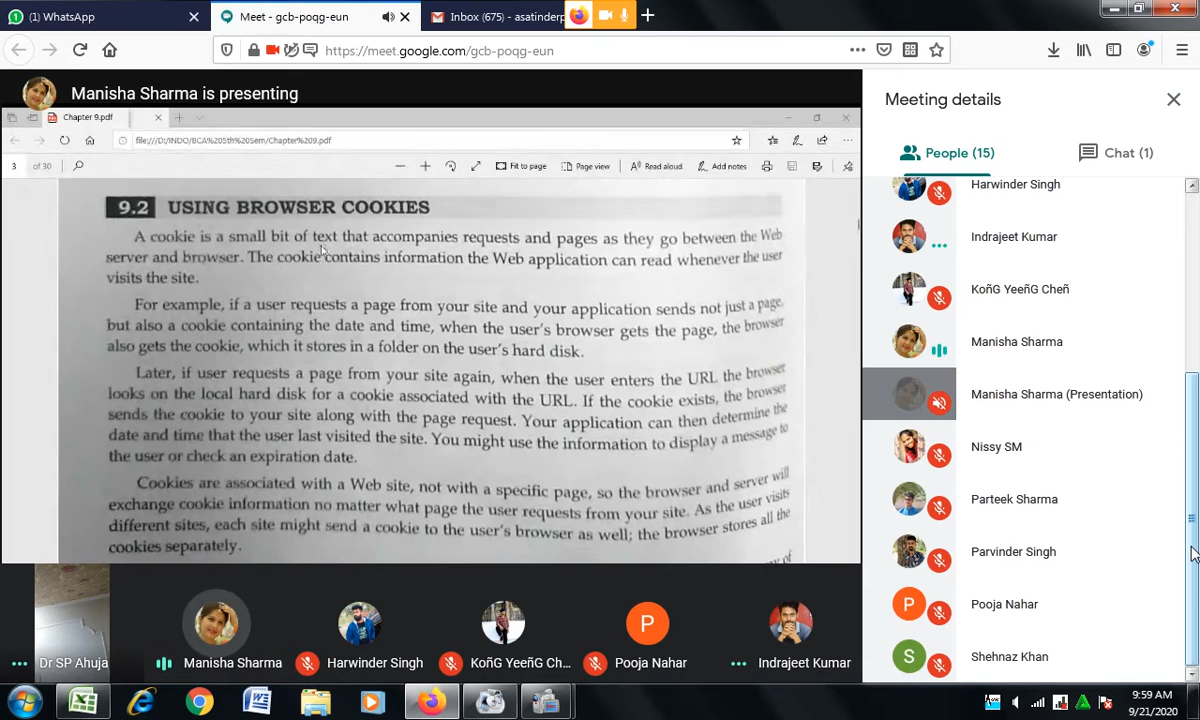 (1) WhatsApp
Meet - gcb-poqg-eun
Inbox (675) - asatinderp
https://meet.google.com/gcb-poqg-eun
Manisha Sharma is presenting
Chapter 9.pdf
file:///D:/INDO/BCA%205th%20Sem/Chapter%209.pdf
3 of 30
Fit to page
Page view
Read aloud
Add notes
9.2 USING BROWSER COOKIES
A cookie is a small bit of text that accompanies requests and pages as they go between the Web
server and browser. The cookie contains information the Web application can read whenever the user
visits the site.
For example, if a user requests a page from your site and your application sends not just a page,
but also a cookie containing the date and time, when the user's browser gets the page, the browser
also gets the cookie, which it stores in a folder on the user's hard disk.
Later, if user requests a page from your site again, when the user enters the URL the browser
looks on the local hard disk for a cookie associated with the URL. If the cookie exists, the browser
sends the cookie to your site along with the page request. Your application can then determine the
date and time that the user last visited the site. You might use the information to display a message to
the user or check an expiration date.
Cookies are associated with a Web site, not with a specific page, so the browser and server will
exchange cookie information no matter what page the user requests from your site. As the user visits
different sites, each site might send a cookie to the user's browser as well; the browser stores all the
cookies separately.
Dr SP Ahuja
Manisha Sharma
Harwinder Singh
KoñG YeeñG Ch...
P
Pooja Nahar
Indrajeet Kumar
Meeting details
People (15)
Chat (1)
Harwinder Singh
Indrajeet Kumar
KoñG YeeñG Cheñ
Manisha Sharma
Manisha Sharma (Presentation)
Nissy SM
Parteek Sharma
Parvinder Singh
P
Pooja Nahar
S
Shehnaz Khan
9:59 AM
9/21/2020